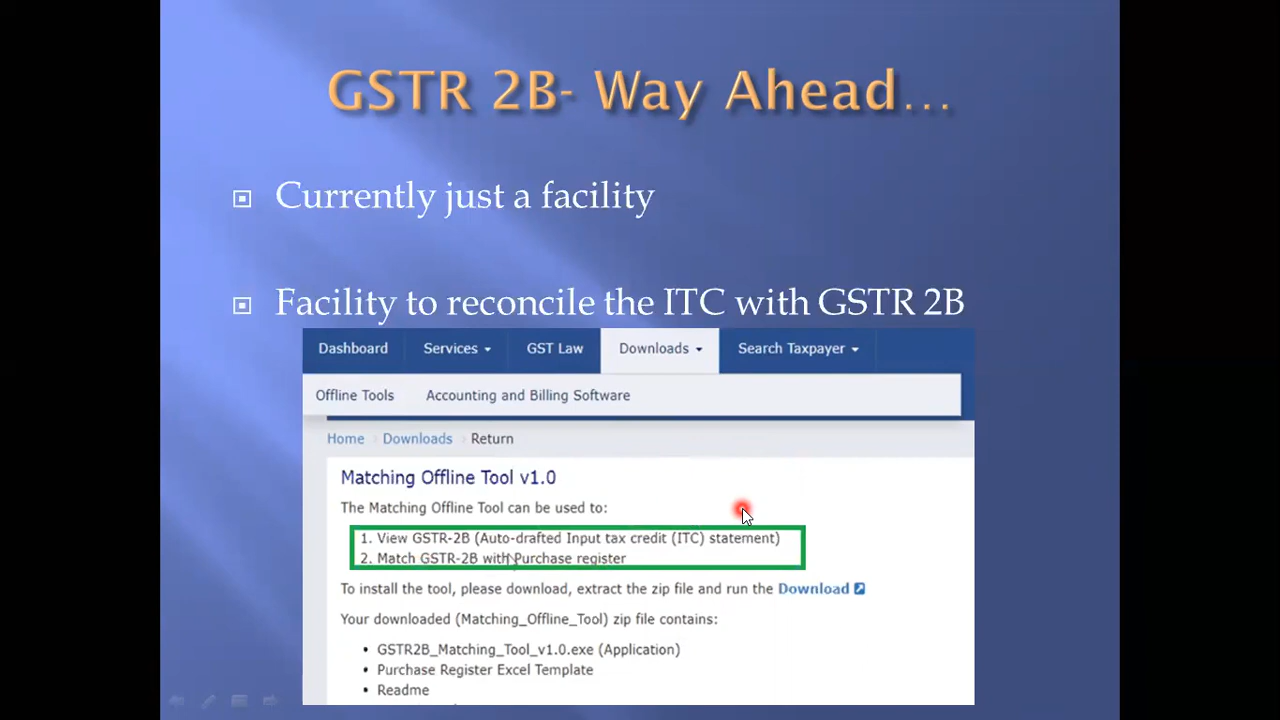 GSTR 2B- Way Ahead…
Currently just a facility
Facility to reconcile the ITC with GSTR 2B
Dashboard Services GST Law Downloads Search Taxpayer
Offline Tools Accounting and Billing Software
Home Downloads Return
Matching Offline Tool v1.0
The Matching Offline Tool can be used to:
1. View GSTR-2B (Auto-drafted Input tax credit (ITC) statement)
2. Match GSTR-2B with Purchase register
To install the tool, please download, extract the zip file and run the Download
Your downloaded (Matching_Offline_Tool) zip file contains:
GSTR2B_Matching_Tool_v1.0.exe (Application)
Purchase Register Excel Template
Readme